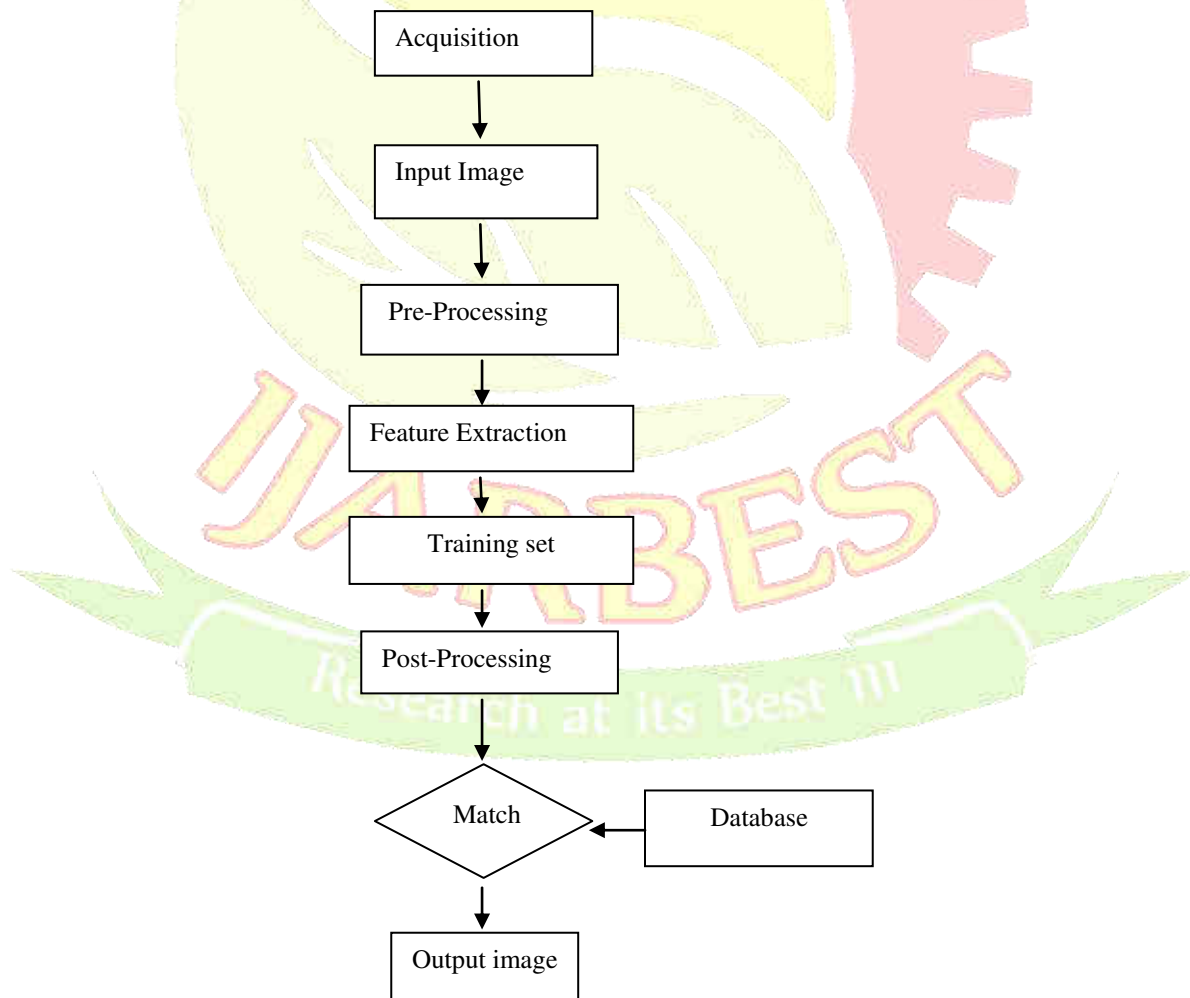 Acquisition
Input Image
Pre-Processing
Feature Extraction
IJARBEST
Training set
Post-Processing
Research at its Best !!!
Match
Database
Output image